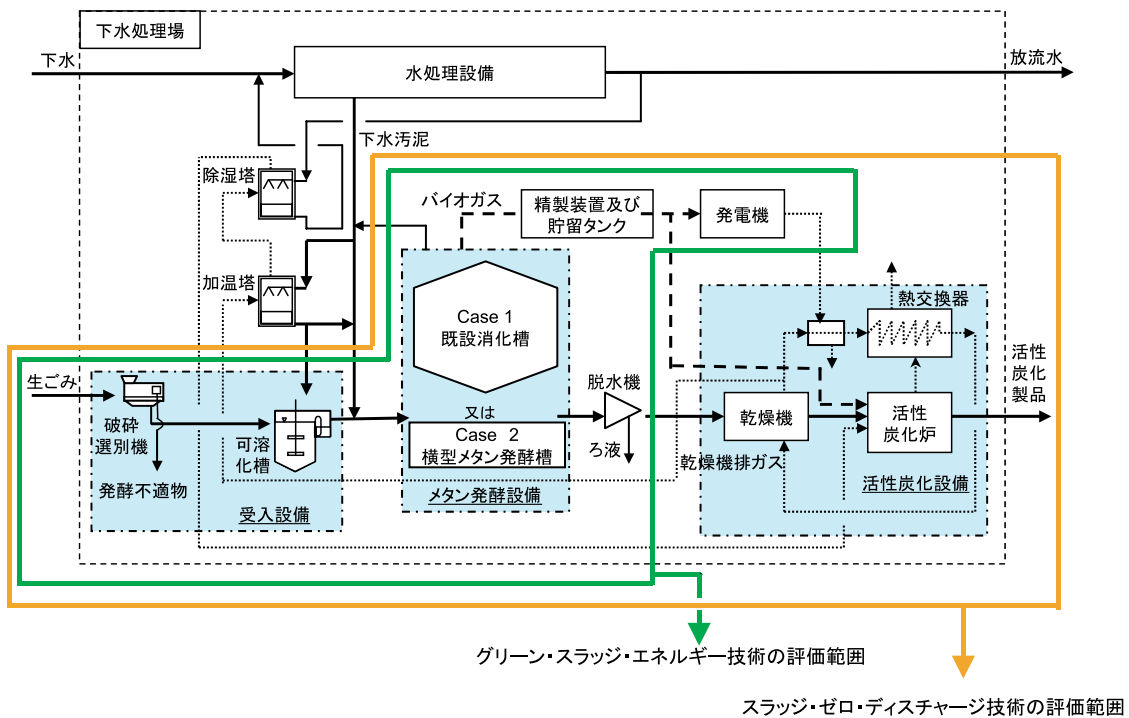 下水処理場
下水
水処理設備
放流水
下水汚泥
除湿塔
バイオガス
精製装置及び
貯留タンク
発電機
加温塔
Case 1
既設消化槽
熱交換器
生ごみ
破砕
選別機
可溶
化槽
発酵不適物
受入設備
又は
Case 2
横型メタン発酵槽
メタン発酵設備
脱水機
ろ液
乾燥機
乾燥機排ガス
活性
炭化炉
活性炭化設備
活性
炭化
製品
グリーン・スラッジ・エネルギー技術の評価範囲
スラッジ・ゼロ・ディスチャージ技術の評価範囲